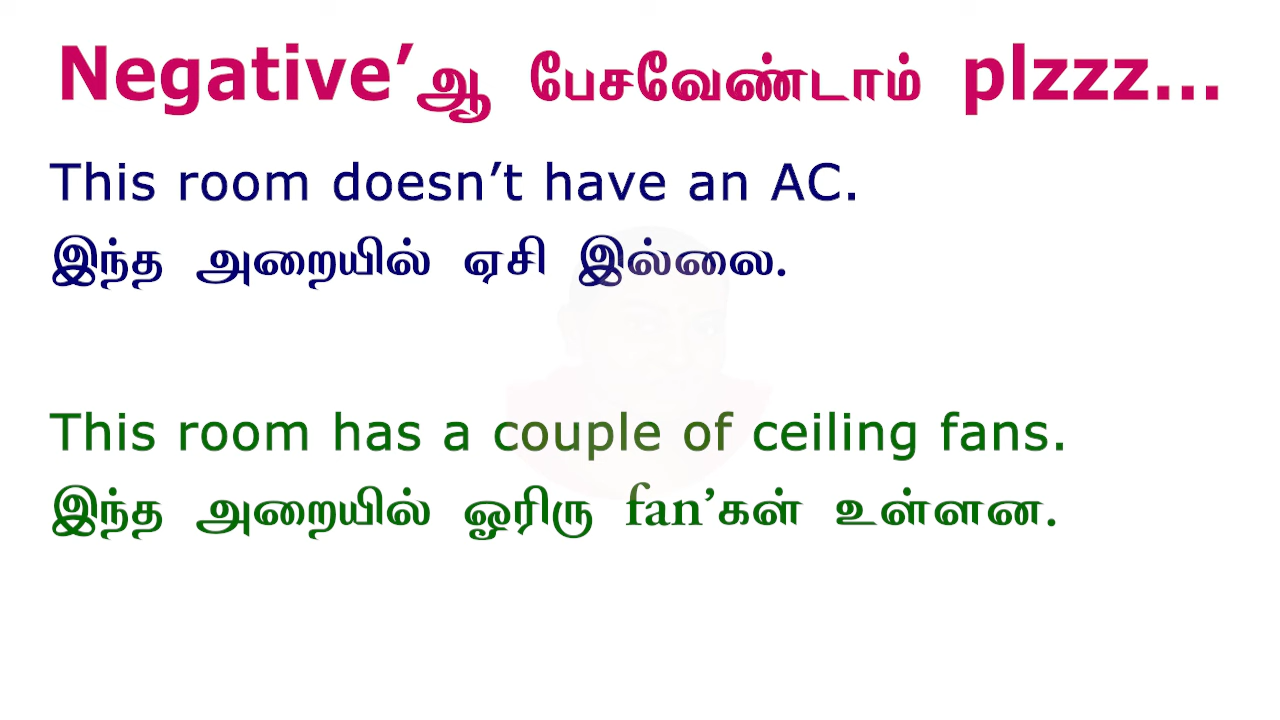 Negative’ஆ பேசவேண்டாம் plzzz...
This room doesn’t have an AC.
இந்த அறையில் ஏசி இல்லை.
This room has a couple of ceiling fans.
இந்த அறையில் ஓரிரு fan’கள் உள்ளன.